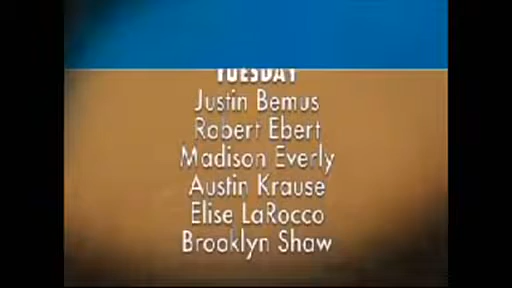 TUESDAY
Justin Bemus
Robert Ebert
Madison Everly
Austin Krause
Elise LaRocco
Brooklyn Shaw